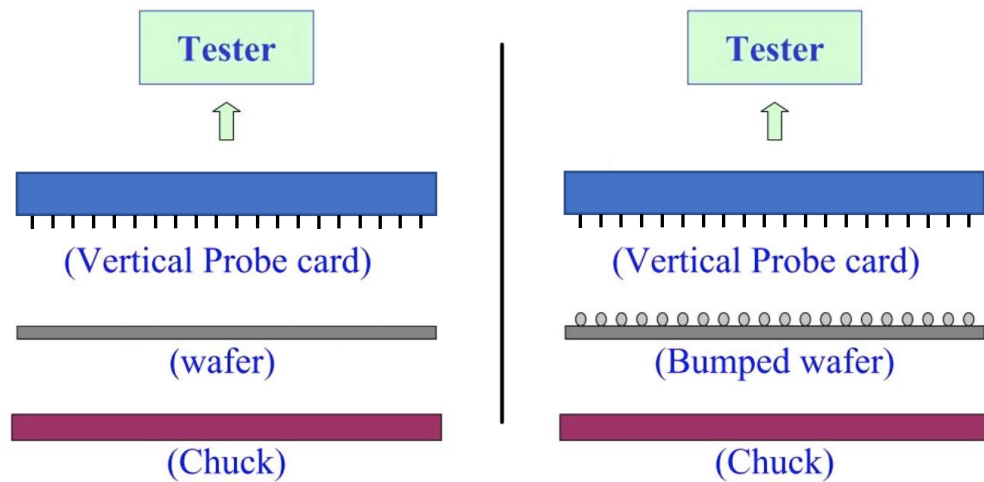 Tester
(Vertical Probe card)
(wafer)
(Chuck)
Tester
(Vertical Probe card)
(Bumped wafer)
(Chuck)